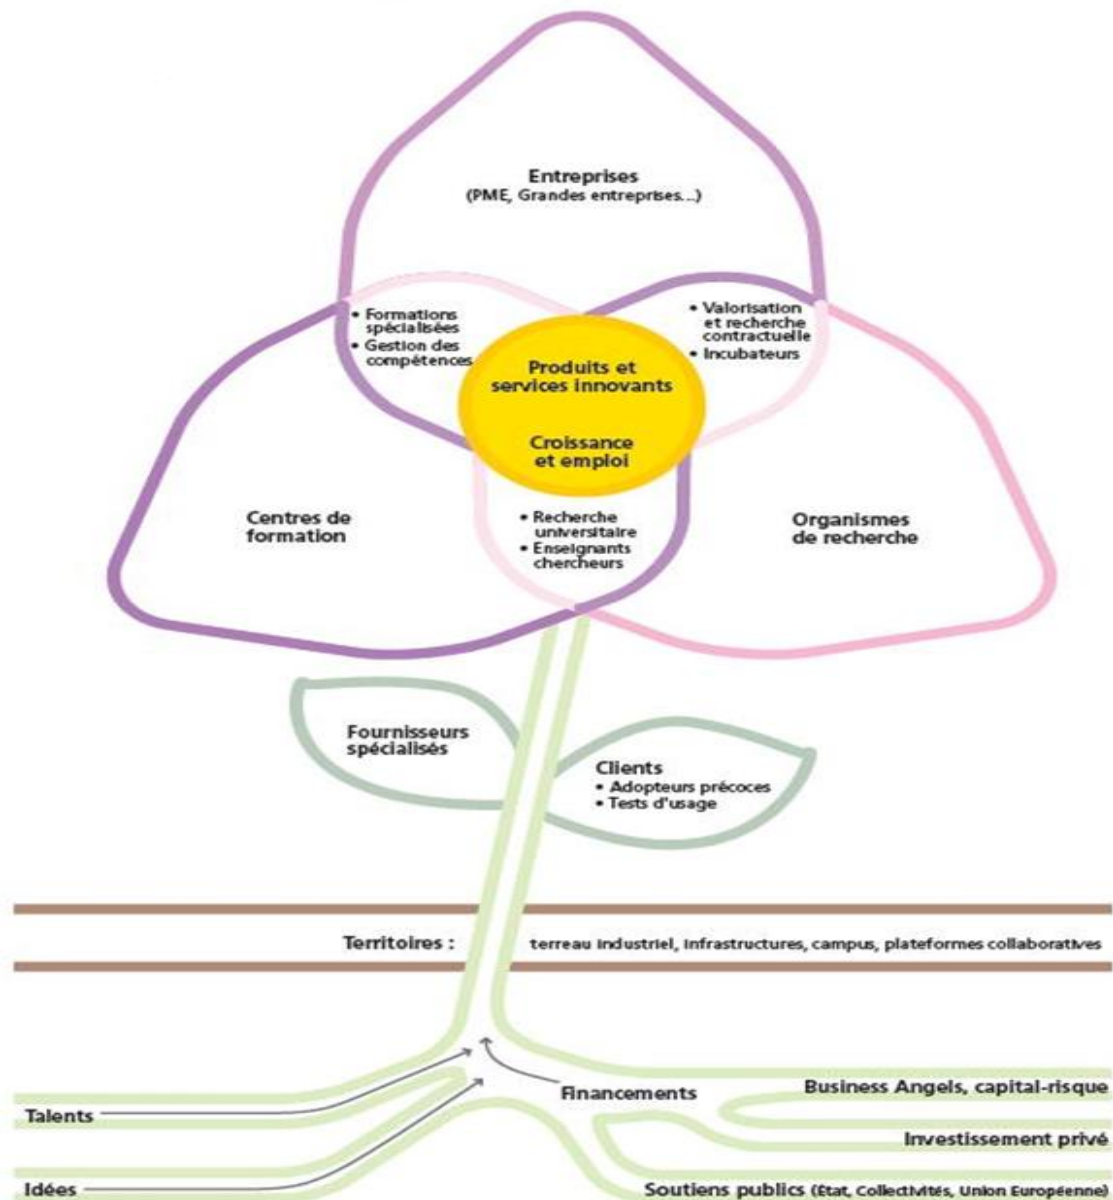 Entreprises
(PME, Grandes entreprises...)
• Formations
spécialisées
• Gestion des
compétences
• Valorisation
et recherche
contractuelle
• Incubateurs
Produits et
services innovants
Croissance
et emploi
Centres de
formation
• Recherche
universitaire
• Enseignants
chercheurs
Organismes
de recherche
Fournisseurs
spécialisés
Clients
• Adopteurs précoces
• Tests d'usage
Territoires : terreau industriel, infrastructures, campus, plateformes collaboratives
Talents
Idées
Financements
Business Angels, capital-risque
Investissement privé
Soutiens publics (État, Collectivités, Union Européenne)